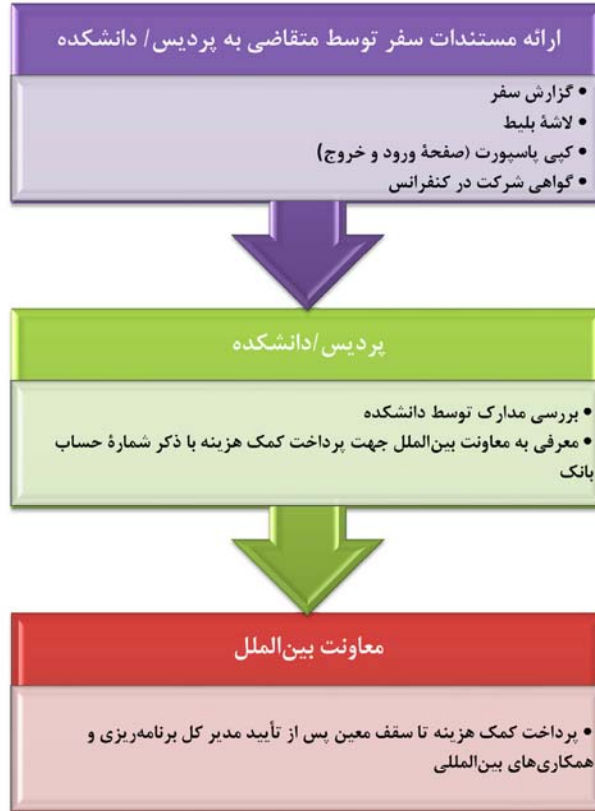 ارائه مستندات سفر توسط متقاضی به پردیس/ دانشکده
• گزارش سفر
• لاشۀ بلیط
• کپی پاسپورت (صفحۀ ورود و خروج)
• گواهی شرکت در کنفرانس
پردیس/دانشکده
• بررسی مدارک توسط دانشکده
• معرفی به معاونت بین‌الملل جهت پرداخت کمک هزینه با ذکر شمارۀ حساب
بانک
معاونت بین‌الملل
• پرداخت کمک هزینه تا سقف معین پس از تأیید مدیر کل برنامه‌ریزی و
همکاری‌های بین‌المللی